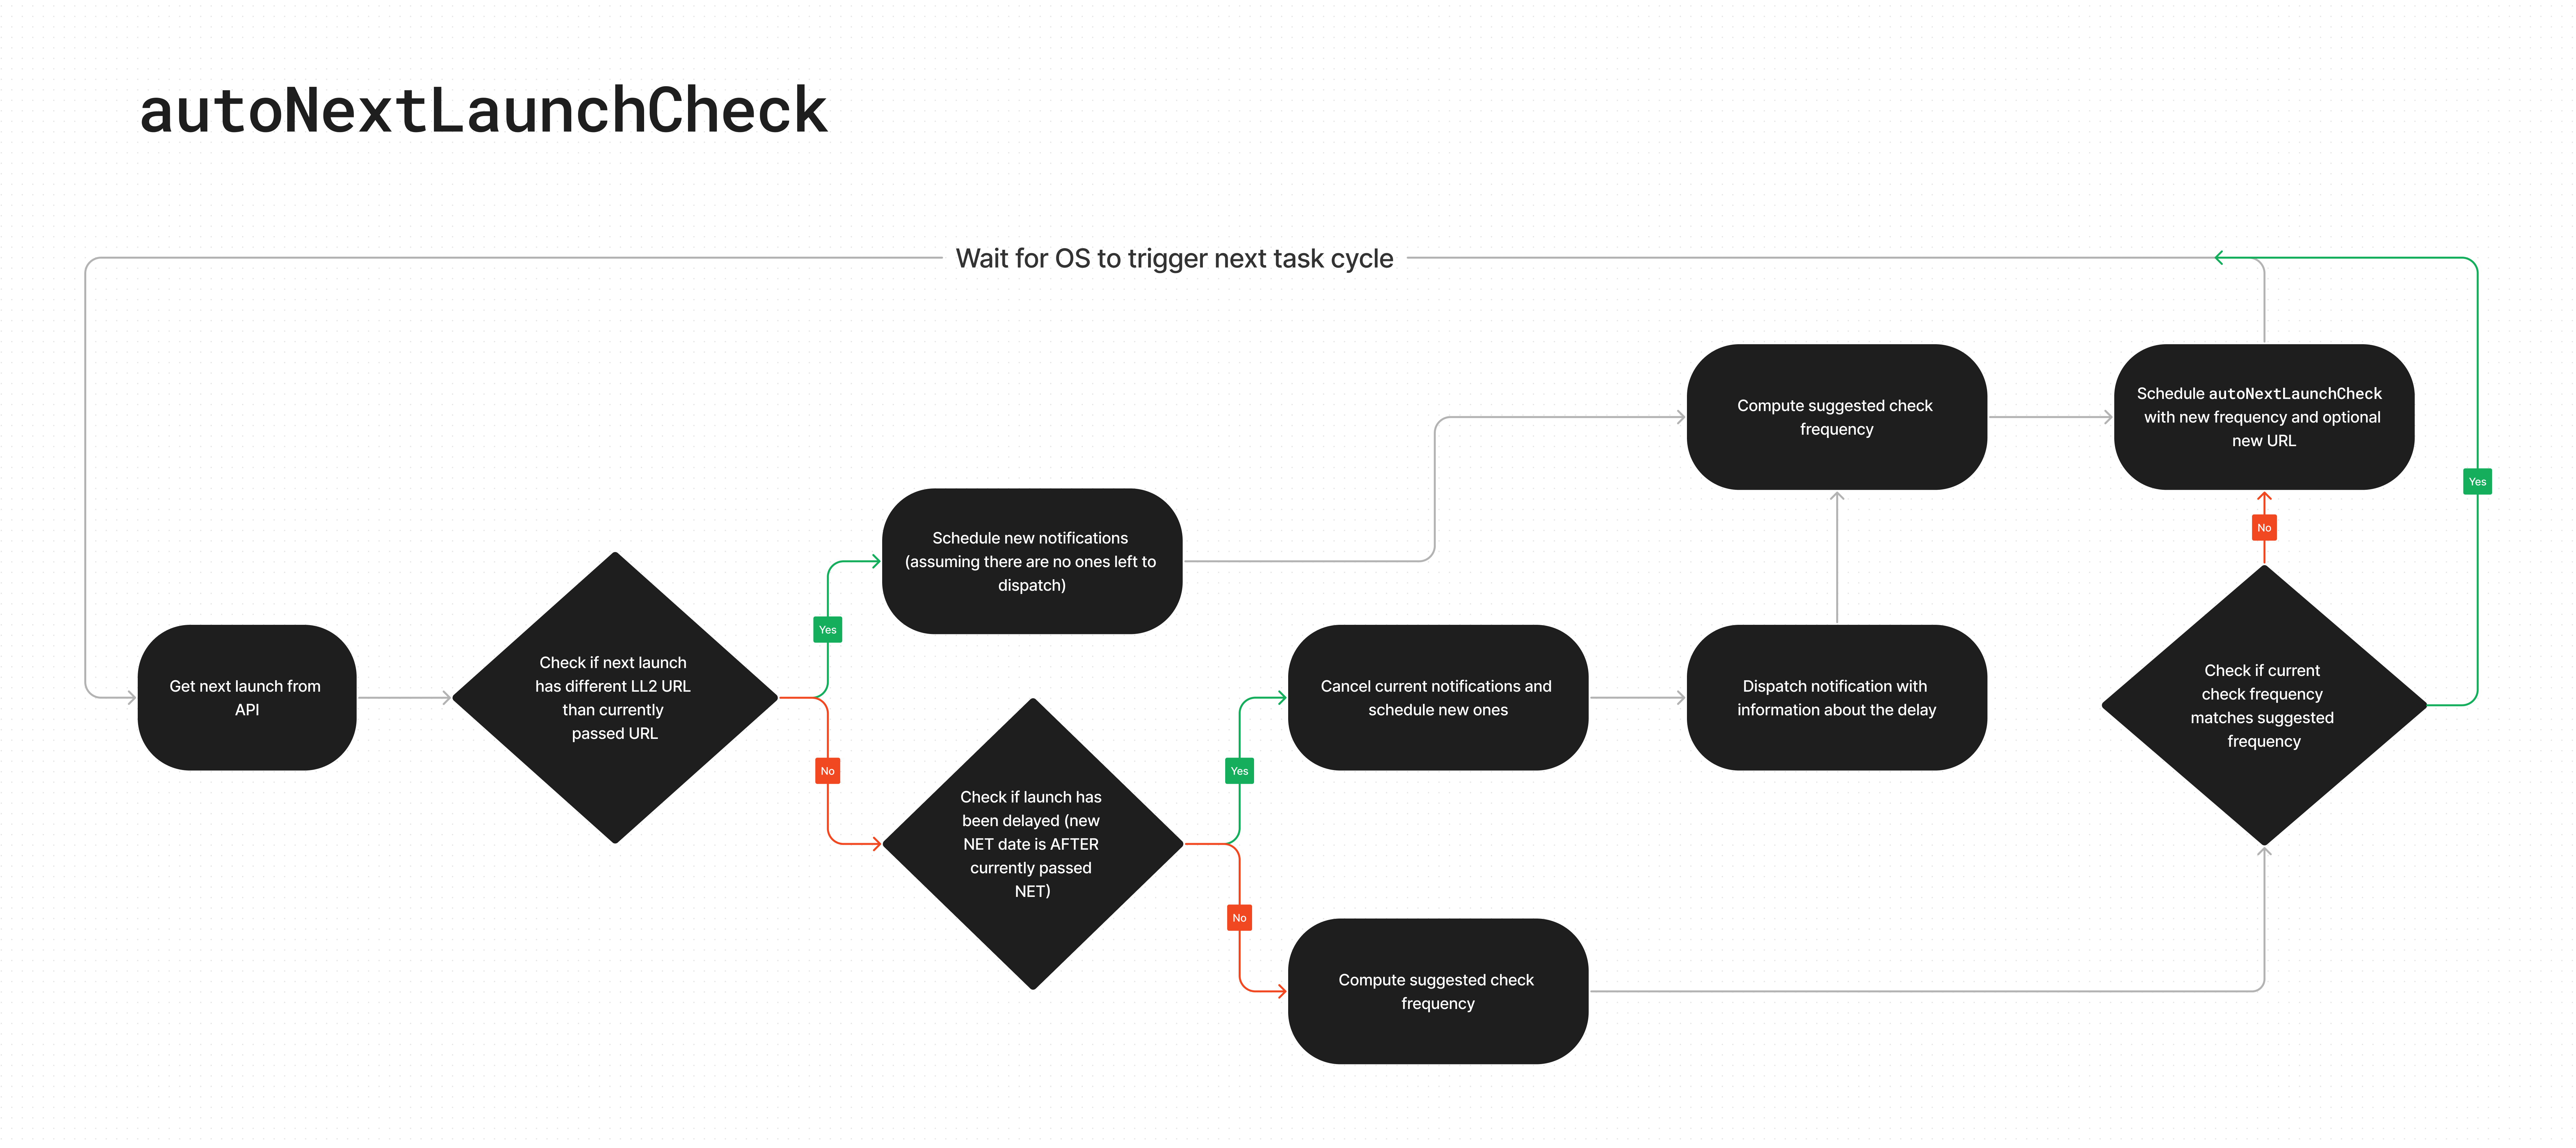 autoNextLaunchCheck
Wait for OS to trigger next task cycle
Get next launch from
API
Check if next launch
has different LL2 URL
than currently
passed URL
Yes
No
Schedule new notifications
(assuming there are no ones left to
dispatch)
Check if launch has
been delayed (new
NET date is AFTER
currently passed
NET)
Yes
No
Cancel current notifications and
schedule new ones
Dispatch notification with
information about the delay
Compute suggested check
frequency
Compute suggested check
frequency
Schedule autoNextLaunchCheck
with new frequency and optional
new URL
No
Check if current
check frequency
matches suggested
frequency
Yes